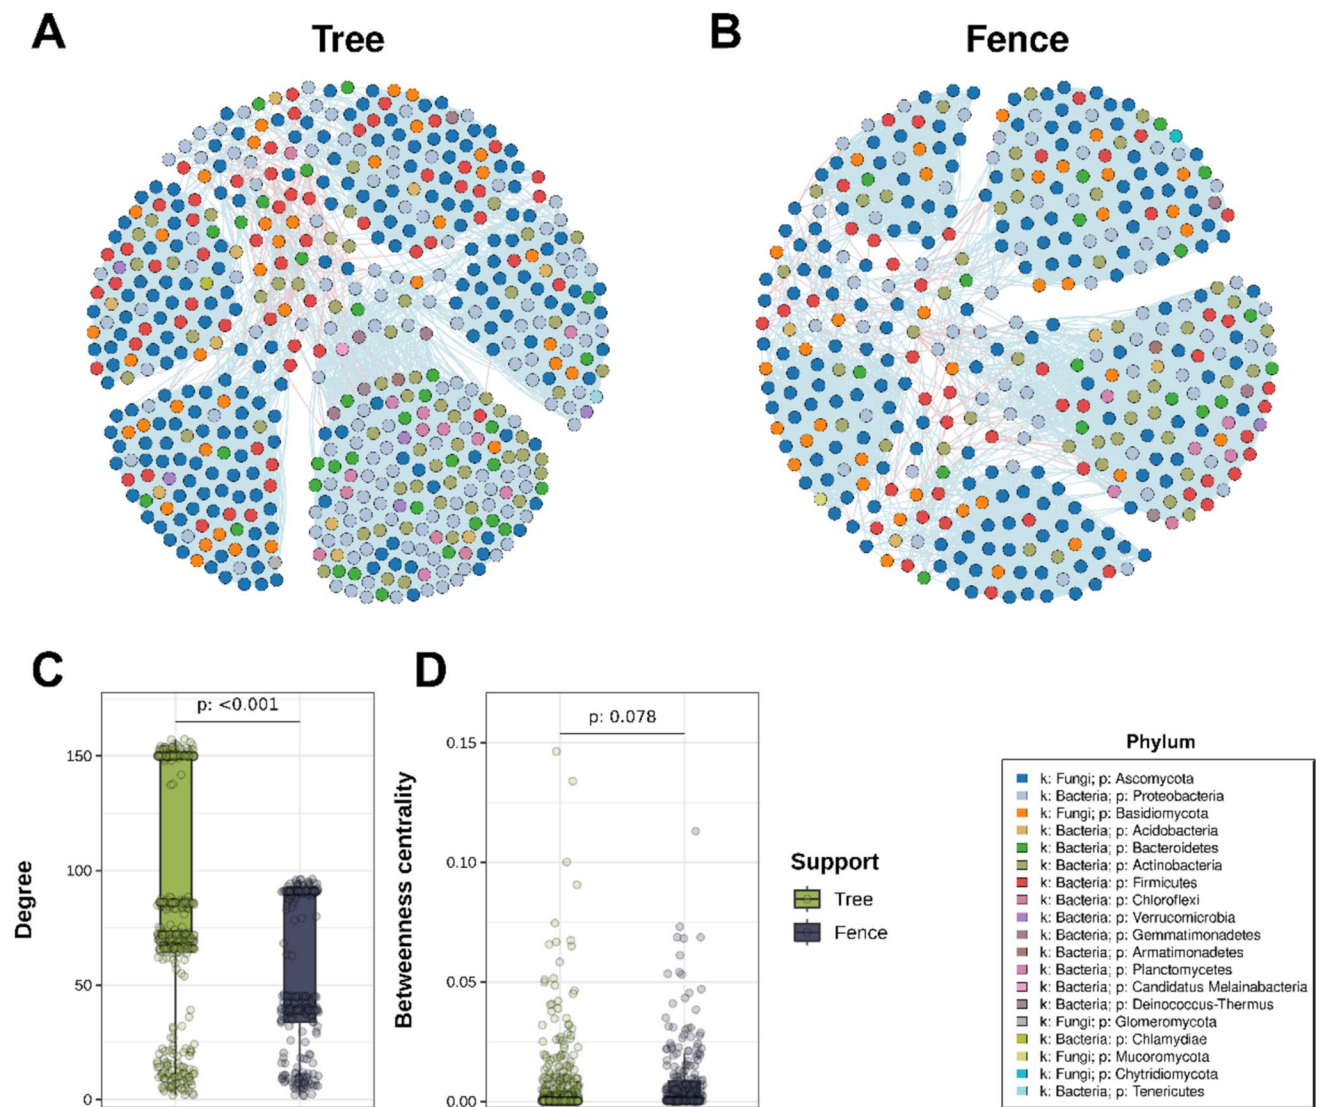 A
Tree
B
Fence
C
p: <0.001
150
100
50
0
Degree
D
p: 0.078
0.15
0.10
0.05
0.00
Betweenness centrality
Support
Tree
Fence
Phylum
k: Fungi; p: Ascomycota
k: Bacteria; p: Proteobacteria
k: Fungi; p: Basidiomycota
k: Bacteria; p: Acidobacteria
k: Bacteria; p: Bacteroidetes
k: Bacteria; p: Actinobacteria
k: Bacteria; p: Firmicutes
k: Bacteria; p: Chloroflexi
k: Bacteria; p: Verrucomicrobia
k: Bacteria; p: Gemmatimonadetes
k: Bacteria; p: Armatimonadetes
k: Bacteria; p: Planctomycetes
k: Bacteria; p: Candidatus Melainabacteria
k: Bacteria; p: Deinococcus-Thermus
k: Fungi; p: Glomeromycota
k: Bacteria; p: Chlamydiae
k: Fungi; p: Mucoromycota
k: Fungi; p: Chytridiomycota
k: Bacteria; p: Tenericutes